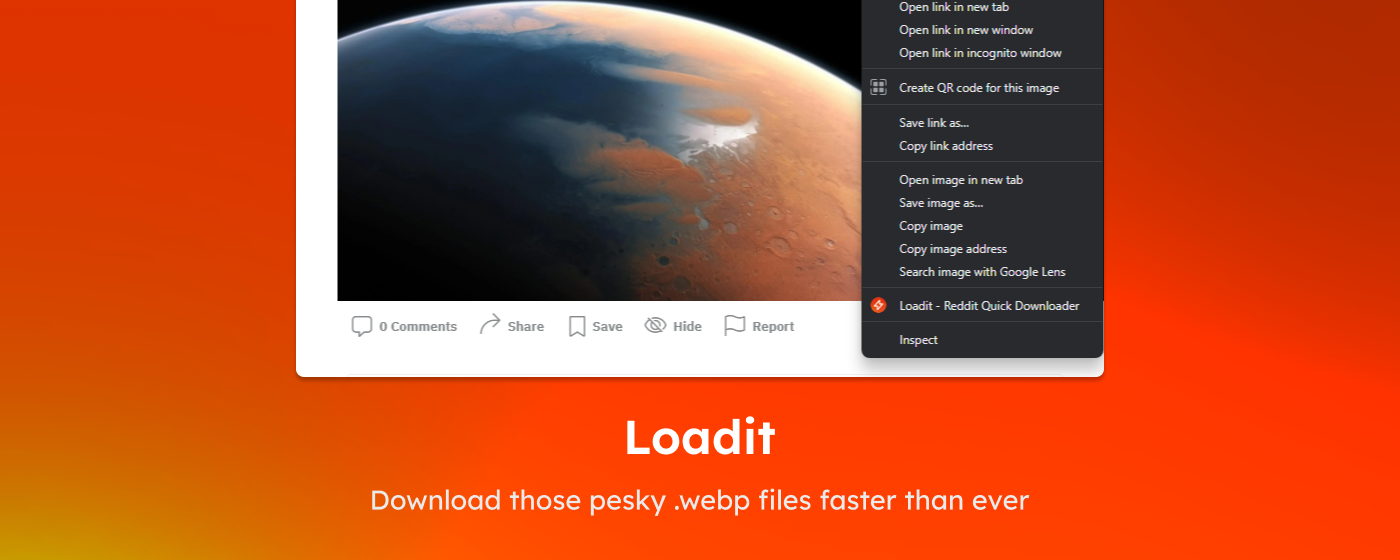 Open link in new tab
Open link in new window
Open link in incognito window
Create QR code for this image
Save link as...
Copy link address
Open image in new tab
Save image as...
Copy image
Copy image address
Search image with Google Lens
Loadit - Reddit Quick Downloader
Inspect
0 Comments Share Save Hide Report
Loadit
Download those pesky .webp files faster than ever